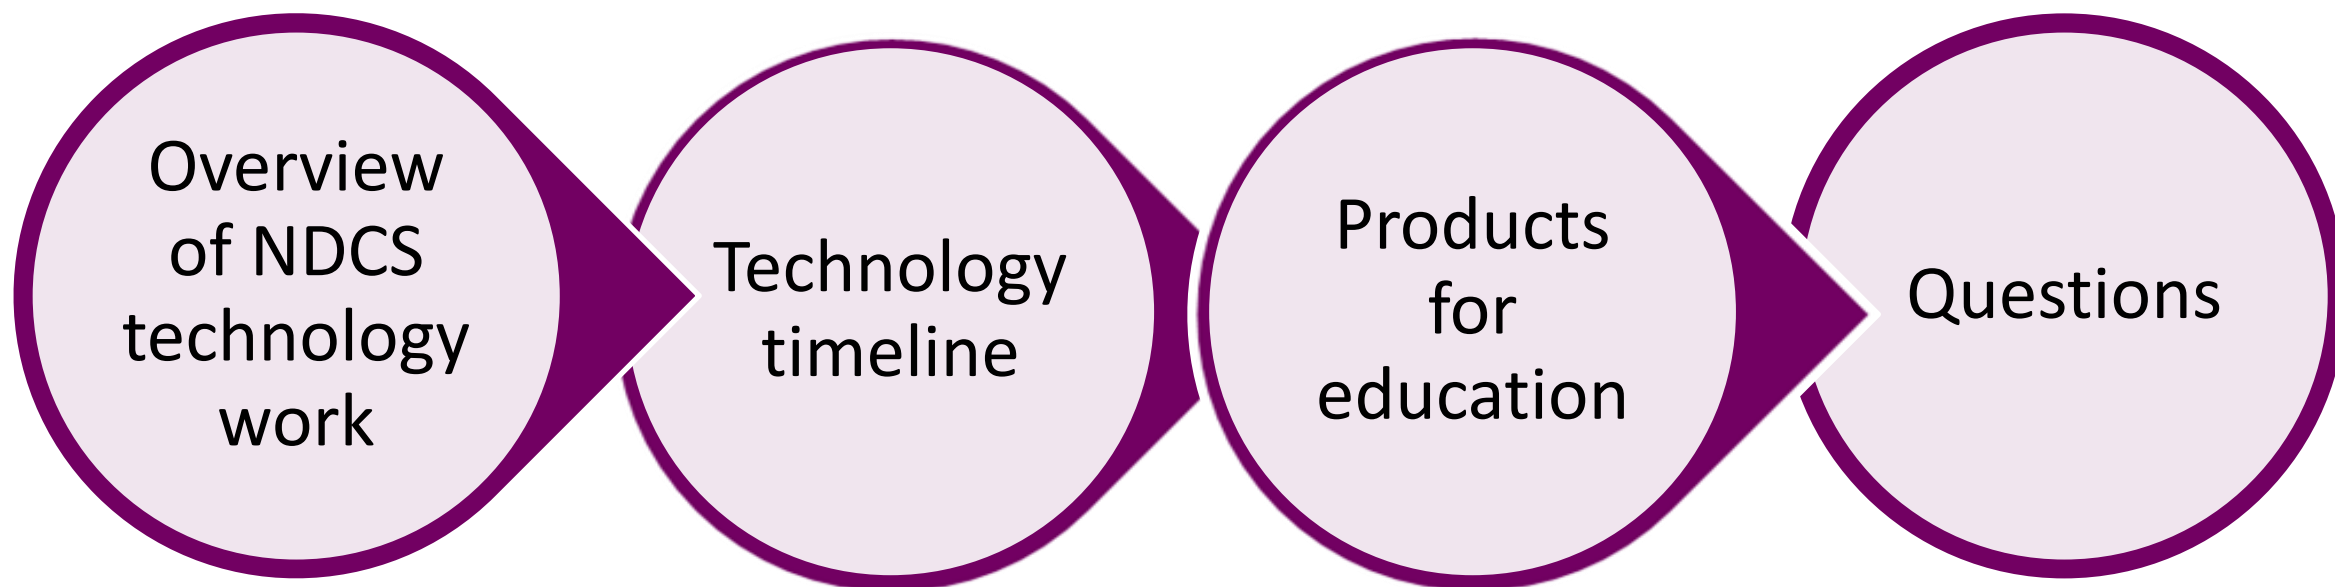 Overview
of NDCS
technology
work
Technology
timeline
Products
for
education
Questions